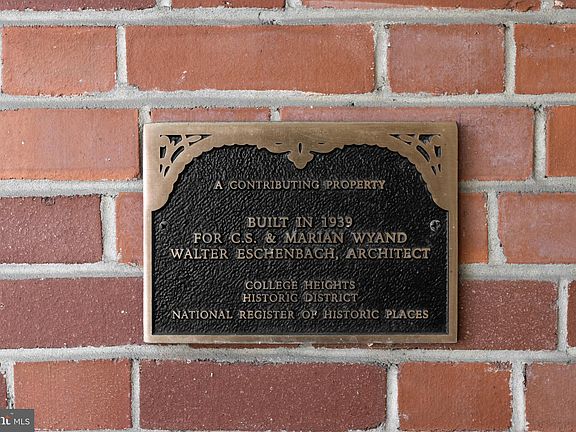 A CONTRIBUTING PROPERTY
BUILT IN 1939
FOR C.S. & MARIAN WYAND
WALTER ESCHENBACH, ARCHITECT
COLLEGE HEIGHTS
HISTORIC DISTRICT
NATIONAL REGISTER OF HISTORIC PLACES
MLS